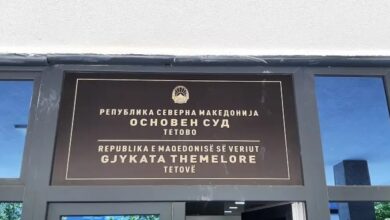 РЕПУБЛИКА СЕВЕРНА МАКЕДОНИЈА
ОСНОВЕН СУД
ТЕТОВО
REPUBLIKA E MAQEDONISË SË VERIUT
GJYKATA THEMELORE
TETOVË